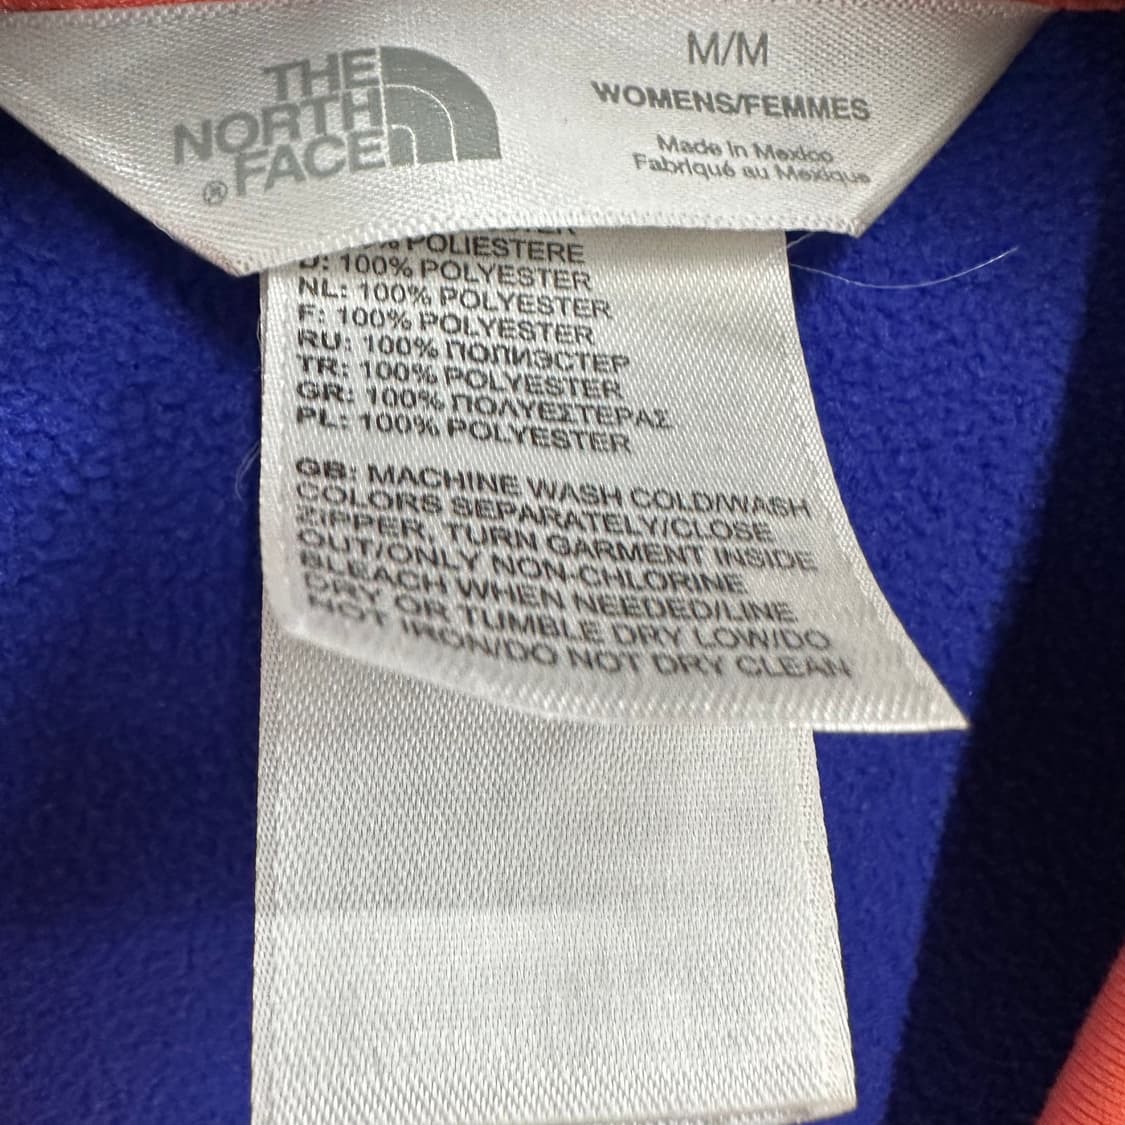 THE
NORTH
FACE
®
M/M
WOMENS/FEMMES
Made in Mexico
Fabriqué au Mexique
% POLIESTERE
D: 100% POLYESTER
NL: 100% POLYESTER
F: 100% POLYESTER
RU: 100% ПОЛИЭСТЕР
TR: 100% POLYESTER
GR: 100% ΠΟΛΥΕΣΤΕΡΑΣ
PL: 100% POLYESTER
GB: MACHINE WASH COLD/WASH
COLORS SEPARATELY/CLOSE
ZIPPER, TURN GARMENT INSIDE
OUT/ONLY NON-CHLORINE
BLEACH WHEN NEEDED/LINE
DRY, OR TUMBLE DRY LOW/DO
NOT IRON/DO NOT DRY CLEAN